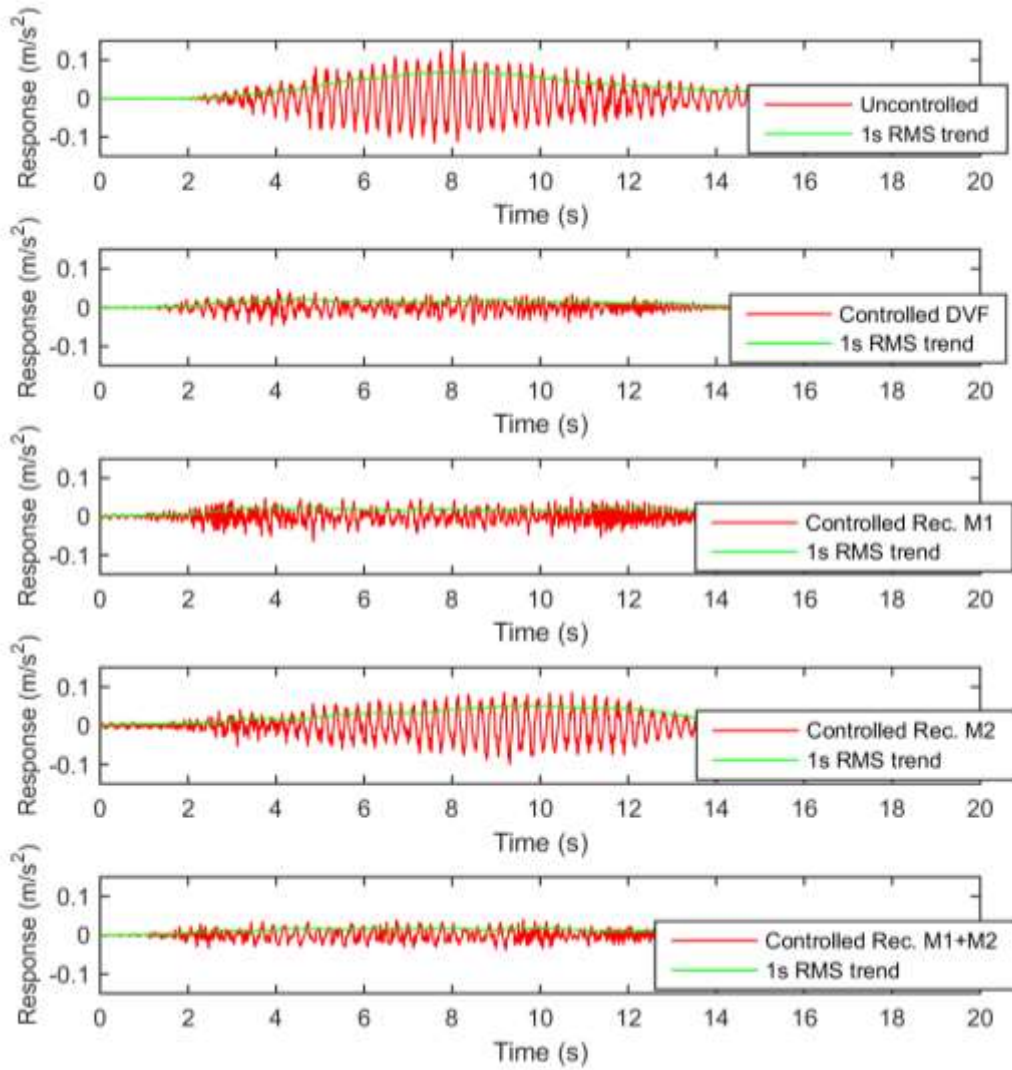 Response (m/s²)
0.1
0
-0.1
Uncontrolled
1s RMS trend
0 2 4 6 8 10 12 14 16 18 20
Time (s)
Response (m/s²)
0.1
0
-0.1
Controlled DVF
1s RMS trend
0 2 4 6 8 10 12 14 16 18 20
Time (s)
Response (m/s²)
0.1
0
-0.1
Controlled Rec. M1
1s RMS trend
0 2 4 6 8 10 12 14 16 18 20
Time (s)
Response (m/s²)
0.1
0
-0.1
Controlled Rec. M2
1s RMS trend
0 2 4 6 8 10 12 14 16 18 20
Time (s)
Response (m/s²)
0.1
0
-0.1
Controlled Rec. M1+M2
1s RMS trend
0 2 4 6 8 10 12 14 16 18 20
Time (s)